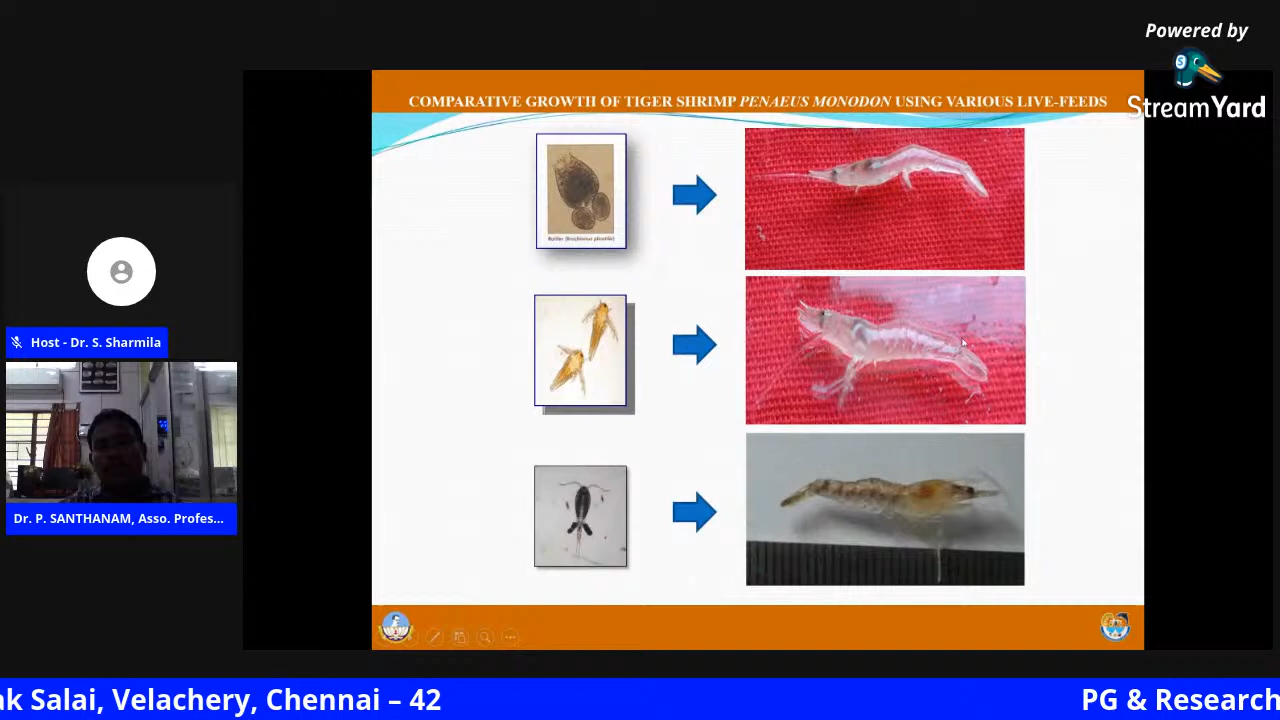 Powered by
StreamYard
COMPARATIVE GROWTH OF TIGER SHRIMP PENAEUS MONODON USING VARIOUS LIVE-FEEDS
Host - Dr. S. Sharmila
Dr. P. SANTHANAM, Asso. Profes...
ak Salai, Velachery, Chennai – 42
PG & Research